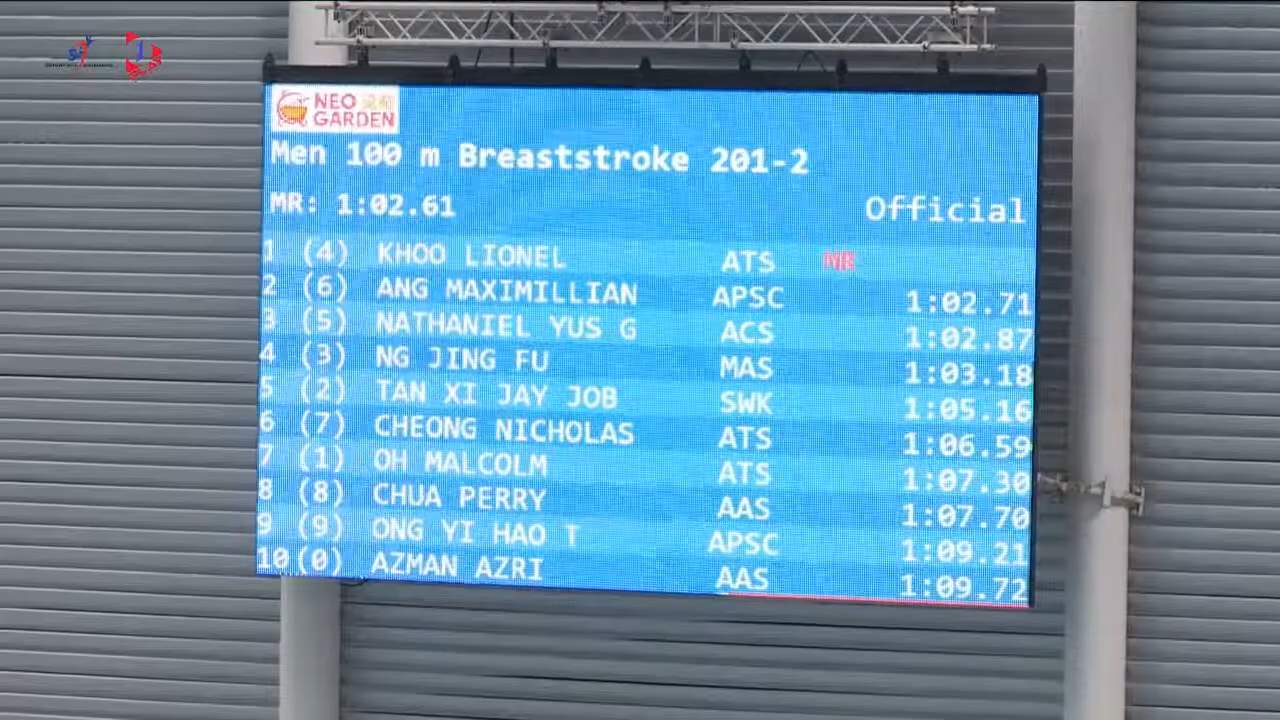 NEO
GARDEN
Men 100 m Breaststroke 201-2
MR: 1:02.61 Official
1 (4) KHOO LIONEL ATS MR
2 (6) ANG MAXIMILLIAN APSC 1:02.71
3 (5) NATHANIEL YUS G ACS 1:02.87
4 (3) NG JING FU MAS 1:03.18
5 (2) TAN XI JAY JOB SWK 1:05.16
6 (7) CHEONG NICHOLAS ATS 1:06.59
7 (1) OH MALCOLM ATS 1:07.30
8 (8) CHUA PERRY AAS 1:07.70
9 (9) ONG YI HAO T APSC 1:09.21
10(0) AZMAN AZRI AAS 1:09.72